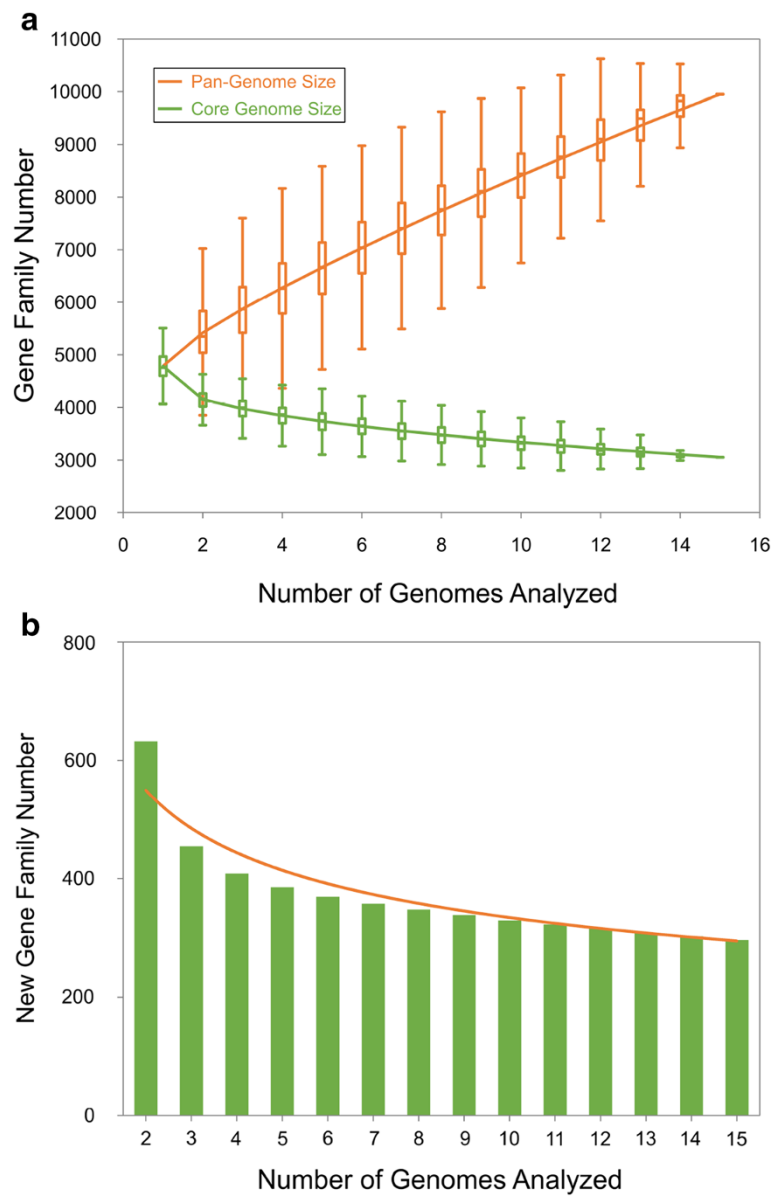 a
11000
10000
9000
8000
7000
6000
5000
4000
3000
2000
Gene Family Number
Pan-Genome Size
Core Genome Size
0 2 4 6 8 10 12 14 16
Number of Genomes Analyzed
b
800
600
400
200
0
New Gene Family Number
2 3 4 5 6 7 8 9 10 11 12 13 14 15
Number of Genomes Analyzed